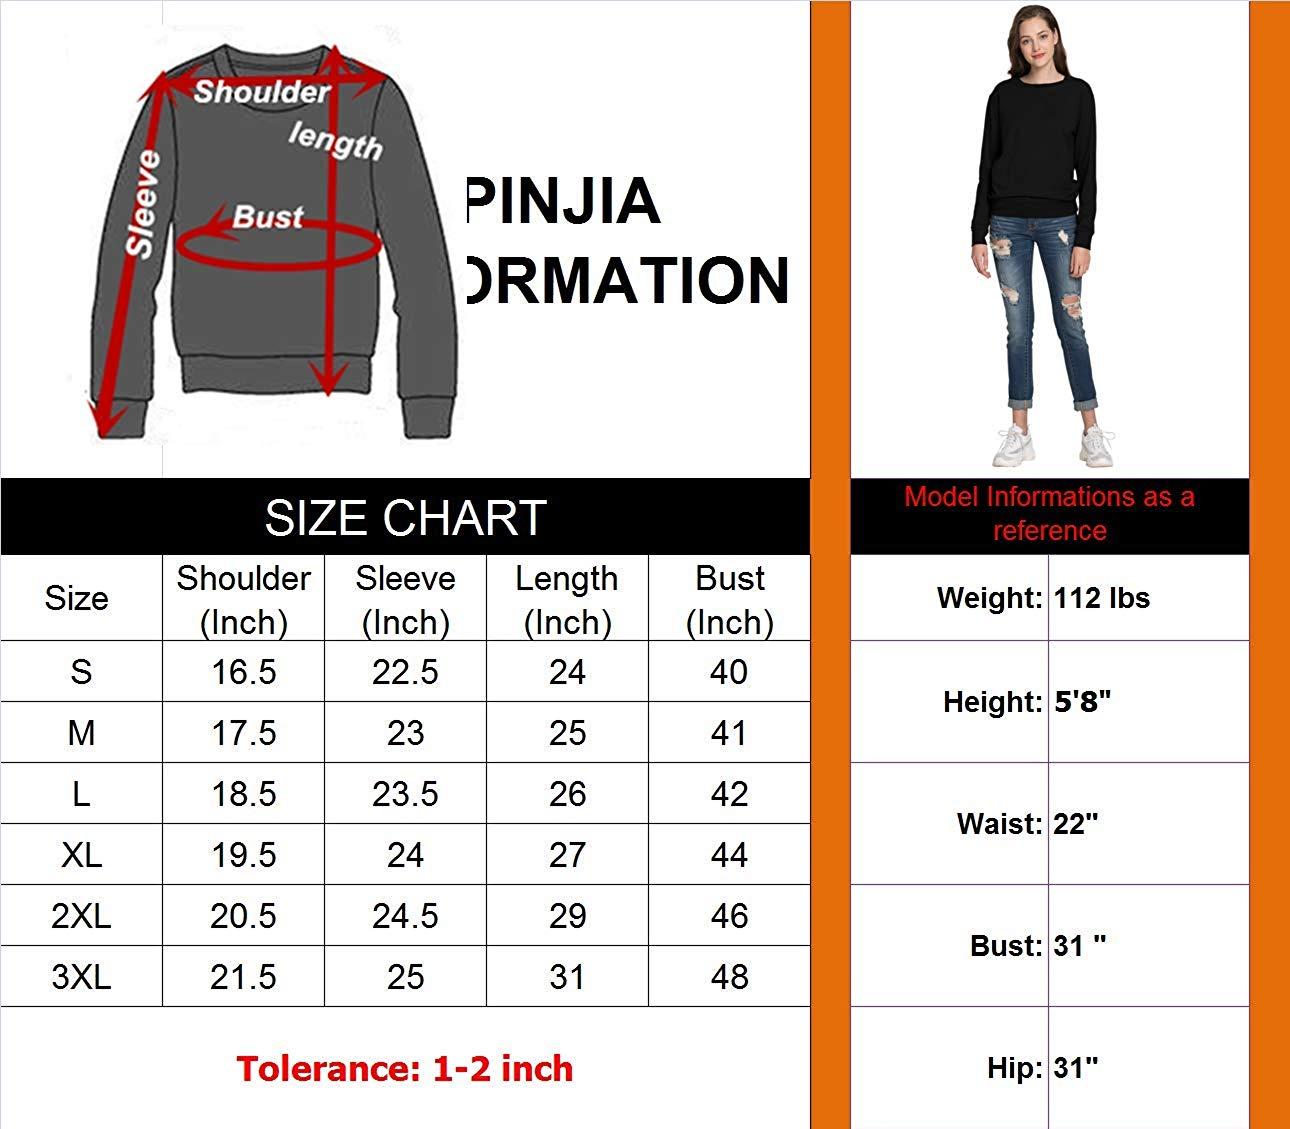 Shoulder
length
Sleeve
Bust
PINJIA
ORMATION
SIZE CHART
Size Shoulder (Inch) Sleeve (Inch) Length (Inch) Bust (Inch)
S 16.5 22.5 24 40
M 17.5 23 25 41
L 18.5 23.5 26 42
XL 19.5 24 27 44
2XL 20.5 24.5 29 46
3XL 21.5 25 31 48
Tolerance: 1-2 inch
Model Informations as a
reference
Weight: 112 lbs
Height: 5'8"
Waist: 22"
Bust: 31 "
Hip: 31"